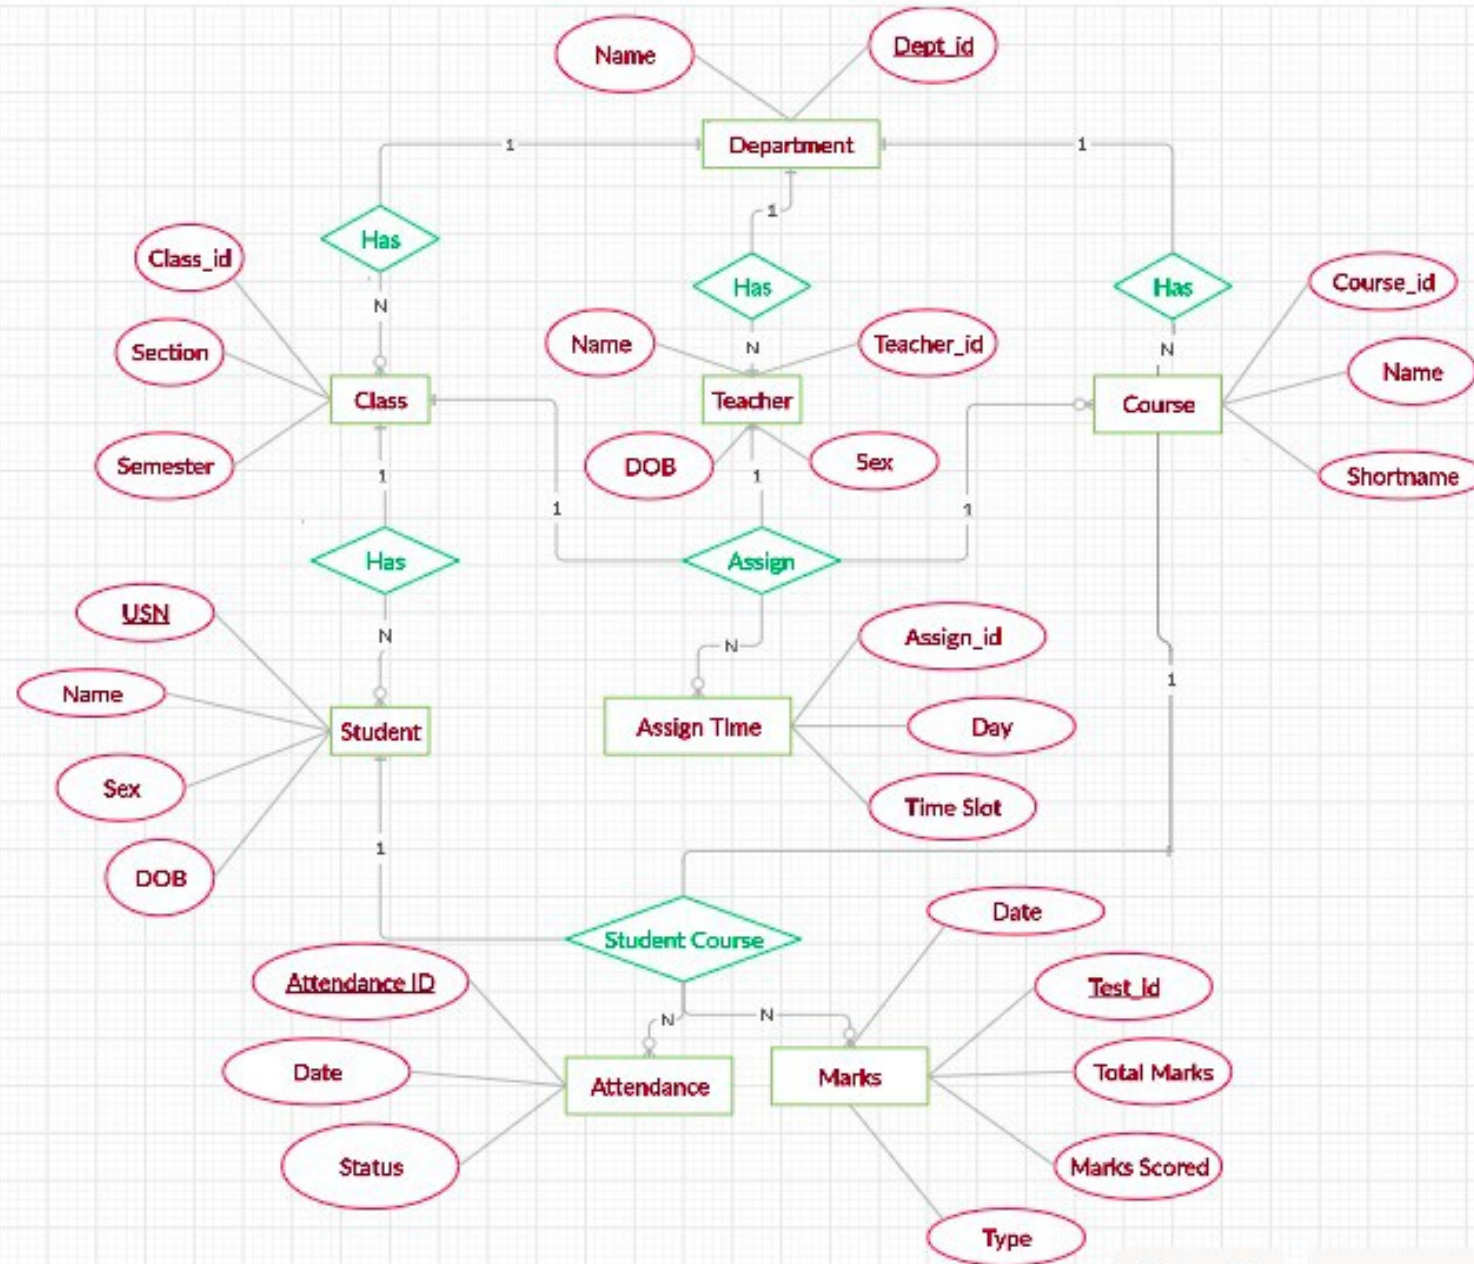 Name
Dept_id
Department
1
1
1
Has
Has
Has
Class_id
Section
Semester
N
N
N
Name
Teacher_id
Course_id
Name
Shortname
Class
Teacher
Course
DOB
Sex
1
1
1
1
Has
Assign
USN
Name
Sex
DOB
N
N
Student
Assign Time
Assign_id
Day
Time Slot
1
1
Student Course
Date
Attendance ID
Date
Status
N
N
Attendance
Marks
Test_id
Total Marks
Marks Scored
Type